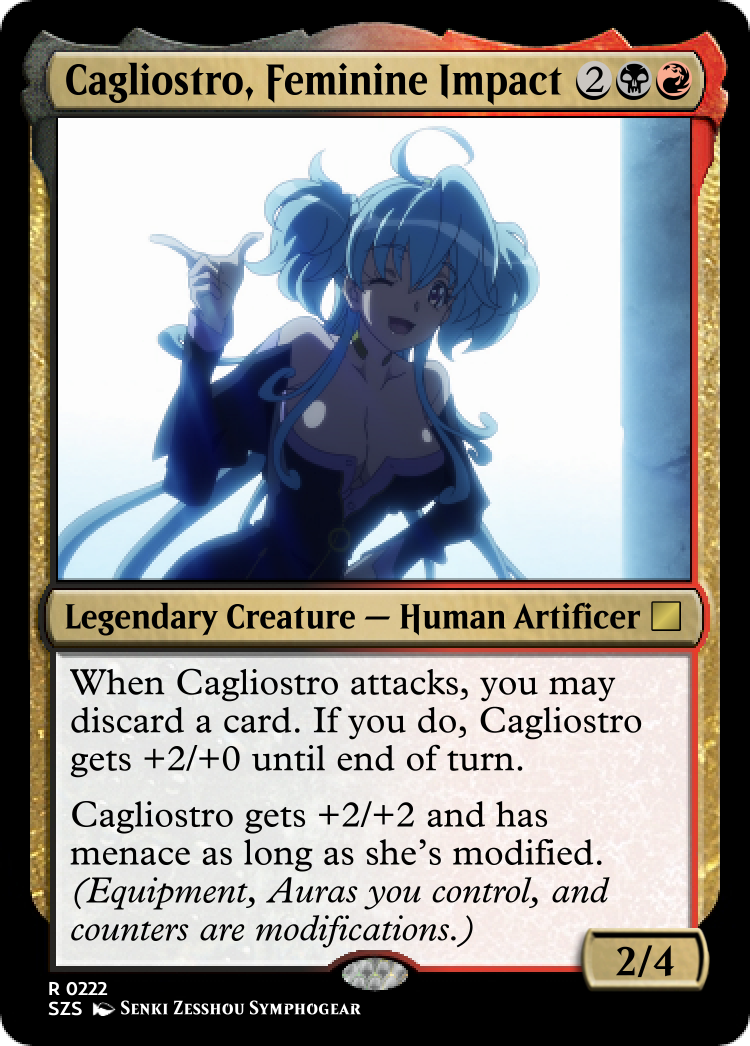 Cagliostro, Feminine Impact 2
Legendary Creature — Human Artificer
When Cagliostro attacks, you may
discard a card. If you do, Cagliostro
gets +2/+0 until end of turn.
Cagliostro gets +2/+2 and has
menace as long as she's modified.
(Equipment, Auras you control, and
counters are modifications.)
2/4
R 0222
SZS Senki Zesshou Symphogear